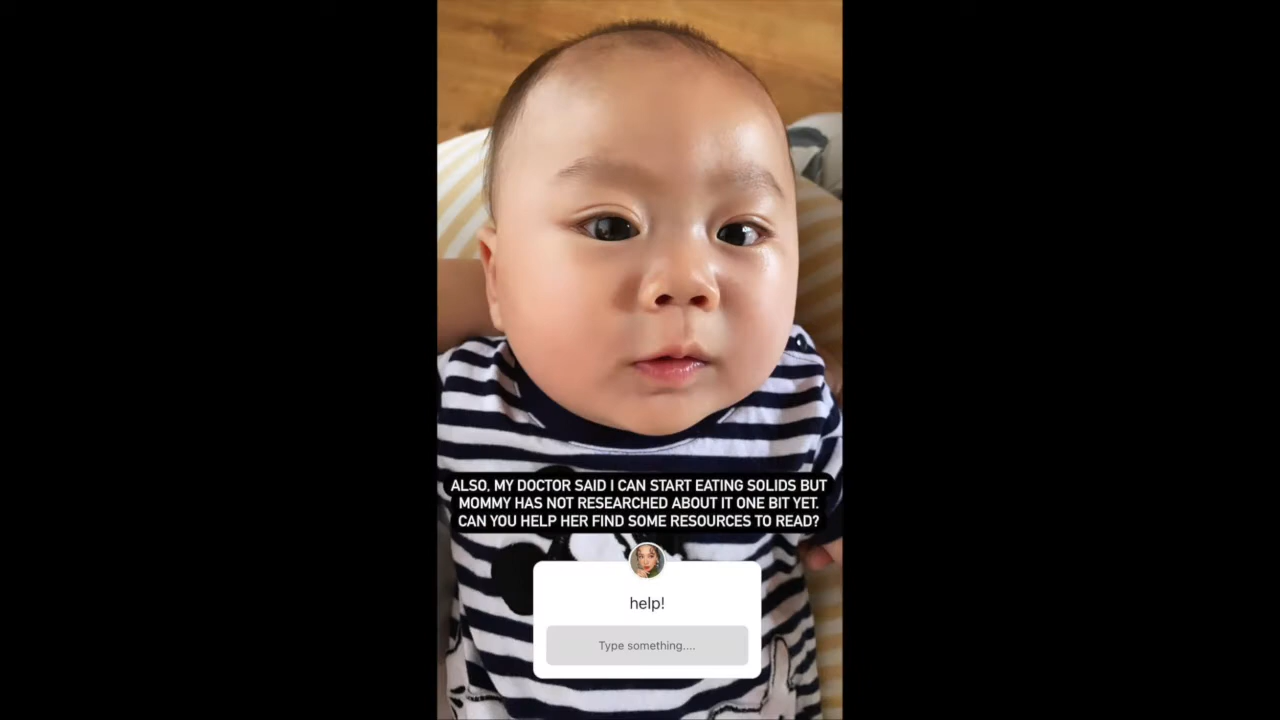 ALSO, MY DOCTOR SAID I CAN START EATING SOLIDS BUT
MOMMY HAS NOT RESEARCHED ABOUT IT ONE BIT YET.
CAN YOU HELP HER FIND SOME RESOURCES TO READ?
help!
Type something....